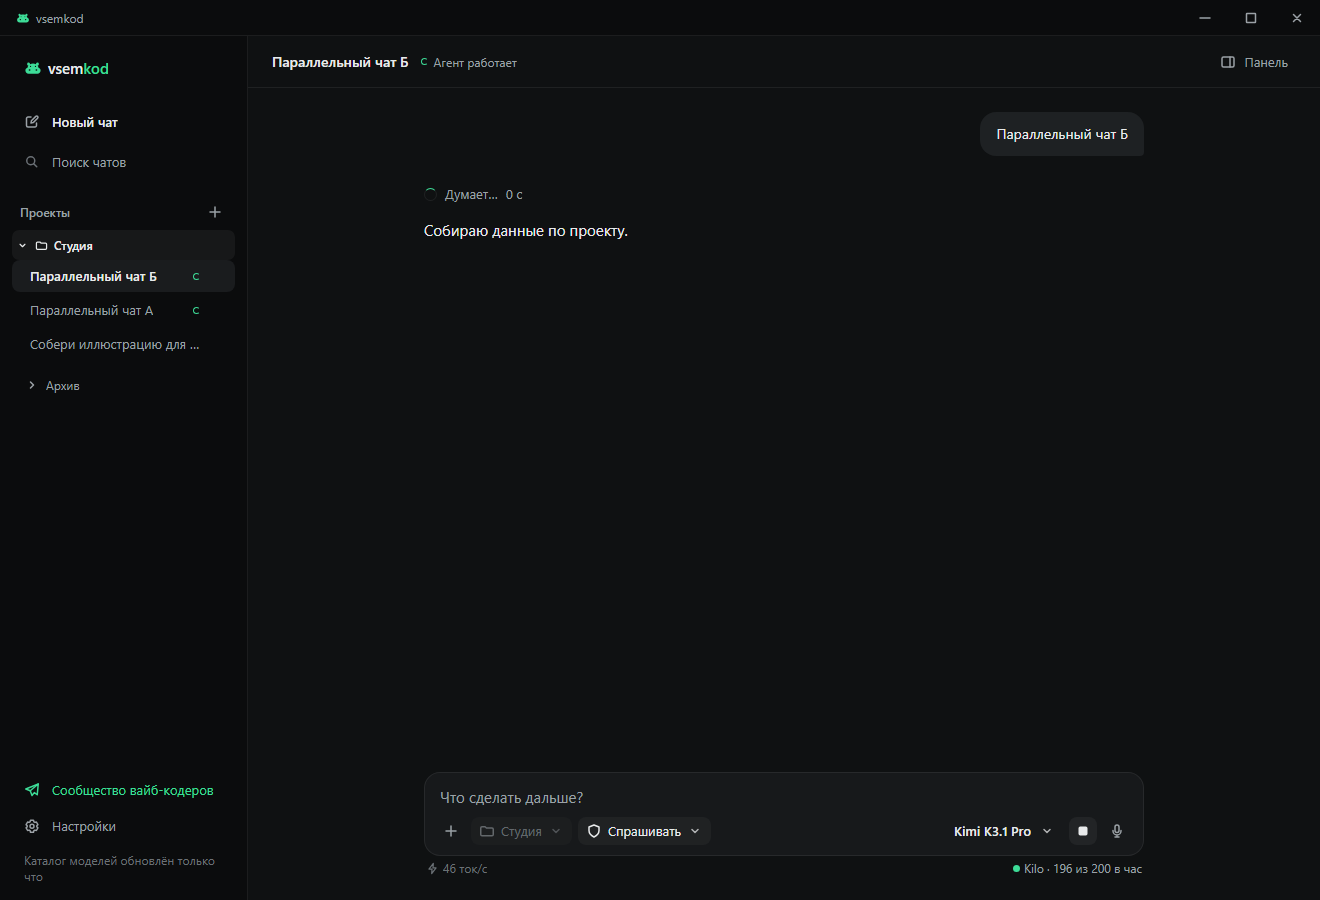 vsemkod
vsemkod
Новый чат
Поиск чатов
Проекты
Студия
Параллельный чат Б
Параллельный чат А
Собери иллюстрацию для ...
Архив
Сообщество вайб-кодеров
Настройки
Каталог моделей обновлён только
что
Параллельный чат Б
Агент работает
Панель
Параллельный чат Б
Думает... 0 с
Собираю данные по проекту.
Что сделать дальше?
Студия
Спрашивать
Kimi K3.1 Pro
46 ток/с
Kilo · 196 из 200 в час